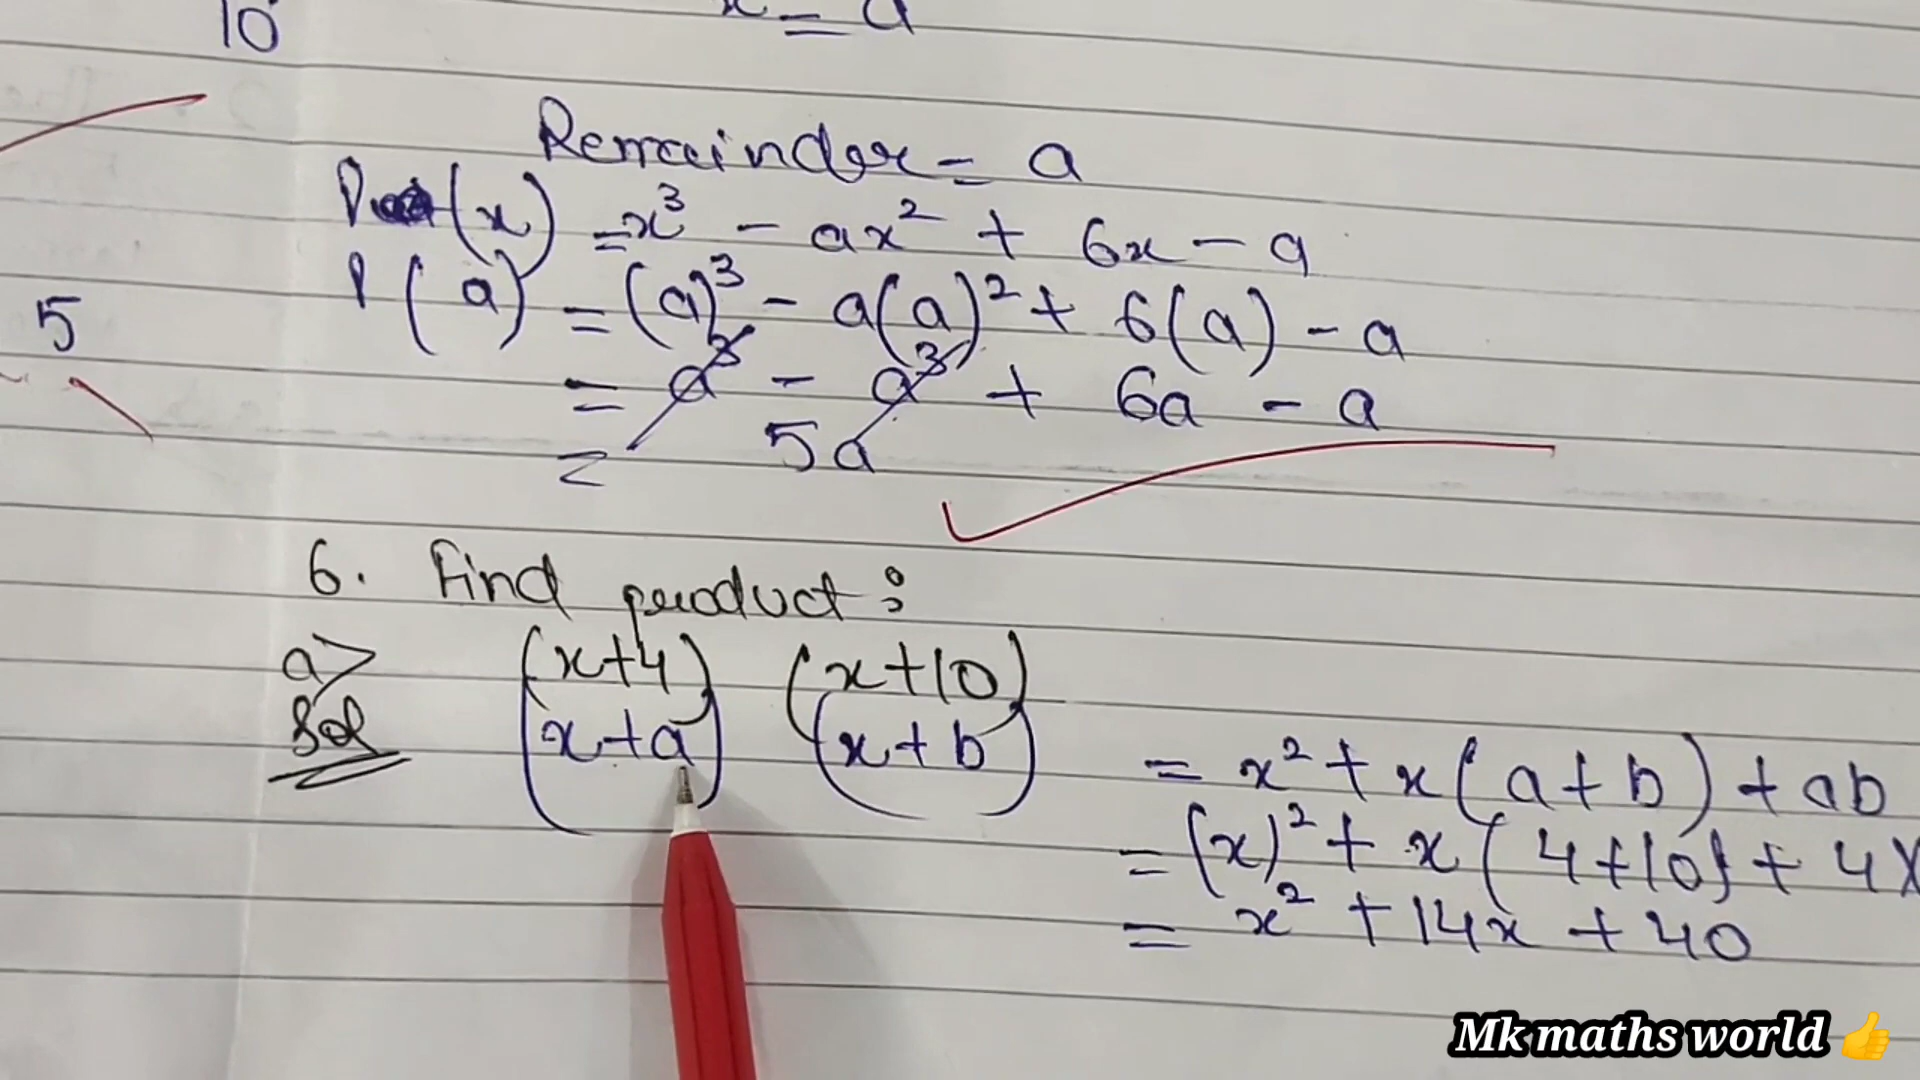 10
x = a
Remainder = a
P(x) = x³ - ax² + 6x - a
P(a) = (a)³ - a(a)² + 6(a) - a
5
= a³ - a³ + 6a - a
= 5a
6. Find product:
a> (x+4) (x+10)
Sol (x+a) (x+b) = x² + x(a+b) + ab
= (x)² + x(4+10) + 4X
= x² + 14x + 40
Mk maths world 👍